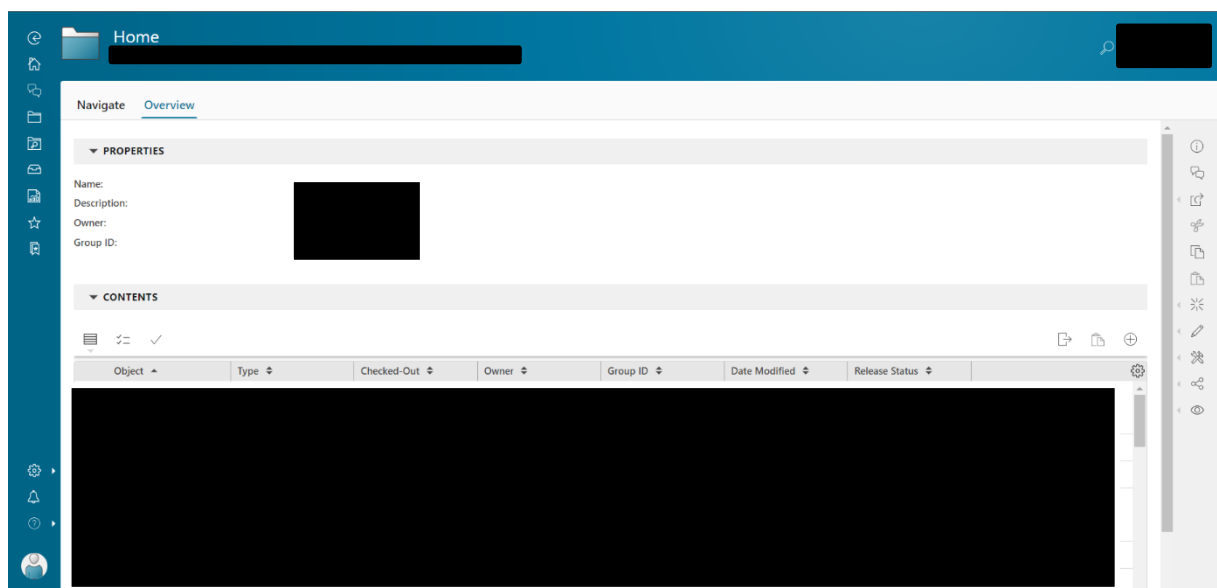 Home
Navigate Overview
PROPERTIES
Name:
Description:
Owner:
Group ID:
CONTENTS
Object Type Checked-Out Owner Group ID Date Modified Release Status